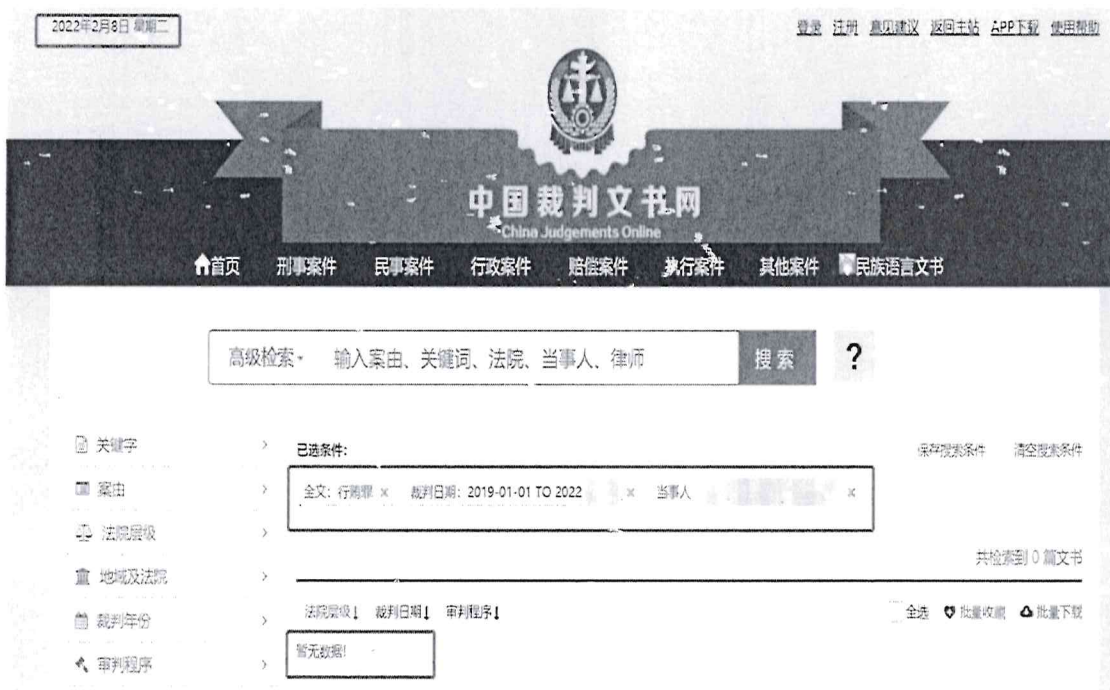 2022年2月8日 星期二
登录 注册 意见建议 返回主站 APP下载 使用帮助
中国裁判文书网
China Judgements Online
首页 刑事案件 民事案件 行政案件 赔偿案件 执行案件 其他案件 民族语言文书
高级检索 输入案由、关键词、法院、当事人、律师 搜索 ?
关键字 > 已选条件: 保存搜索条件 清空搜索条件
案由 > 全文:行贿罪 × 裁判日期:2019-01-01 TO 2022 × 当事人 ×
法院层级 >
共检索到 0 篇文书
地域及法院 >
法院层级↓ 裁判日期↓ 审判程序↓ 全选 批量收藏 批量下载
裁判年份 >
暂无数据!
审判程序 >